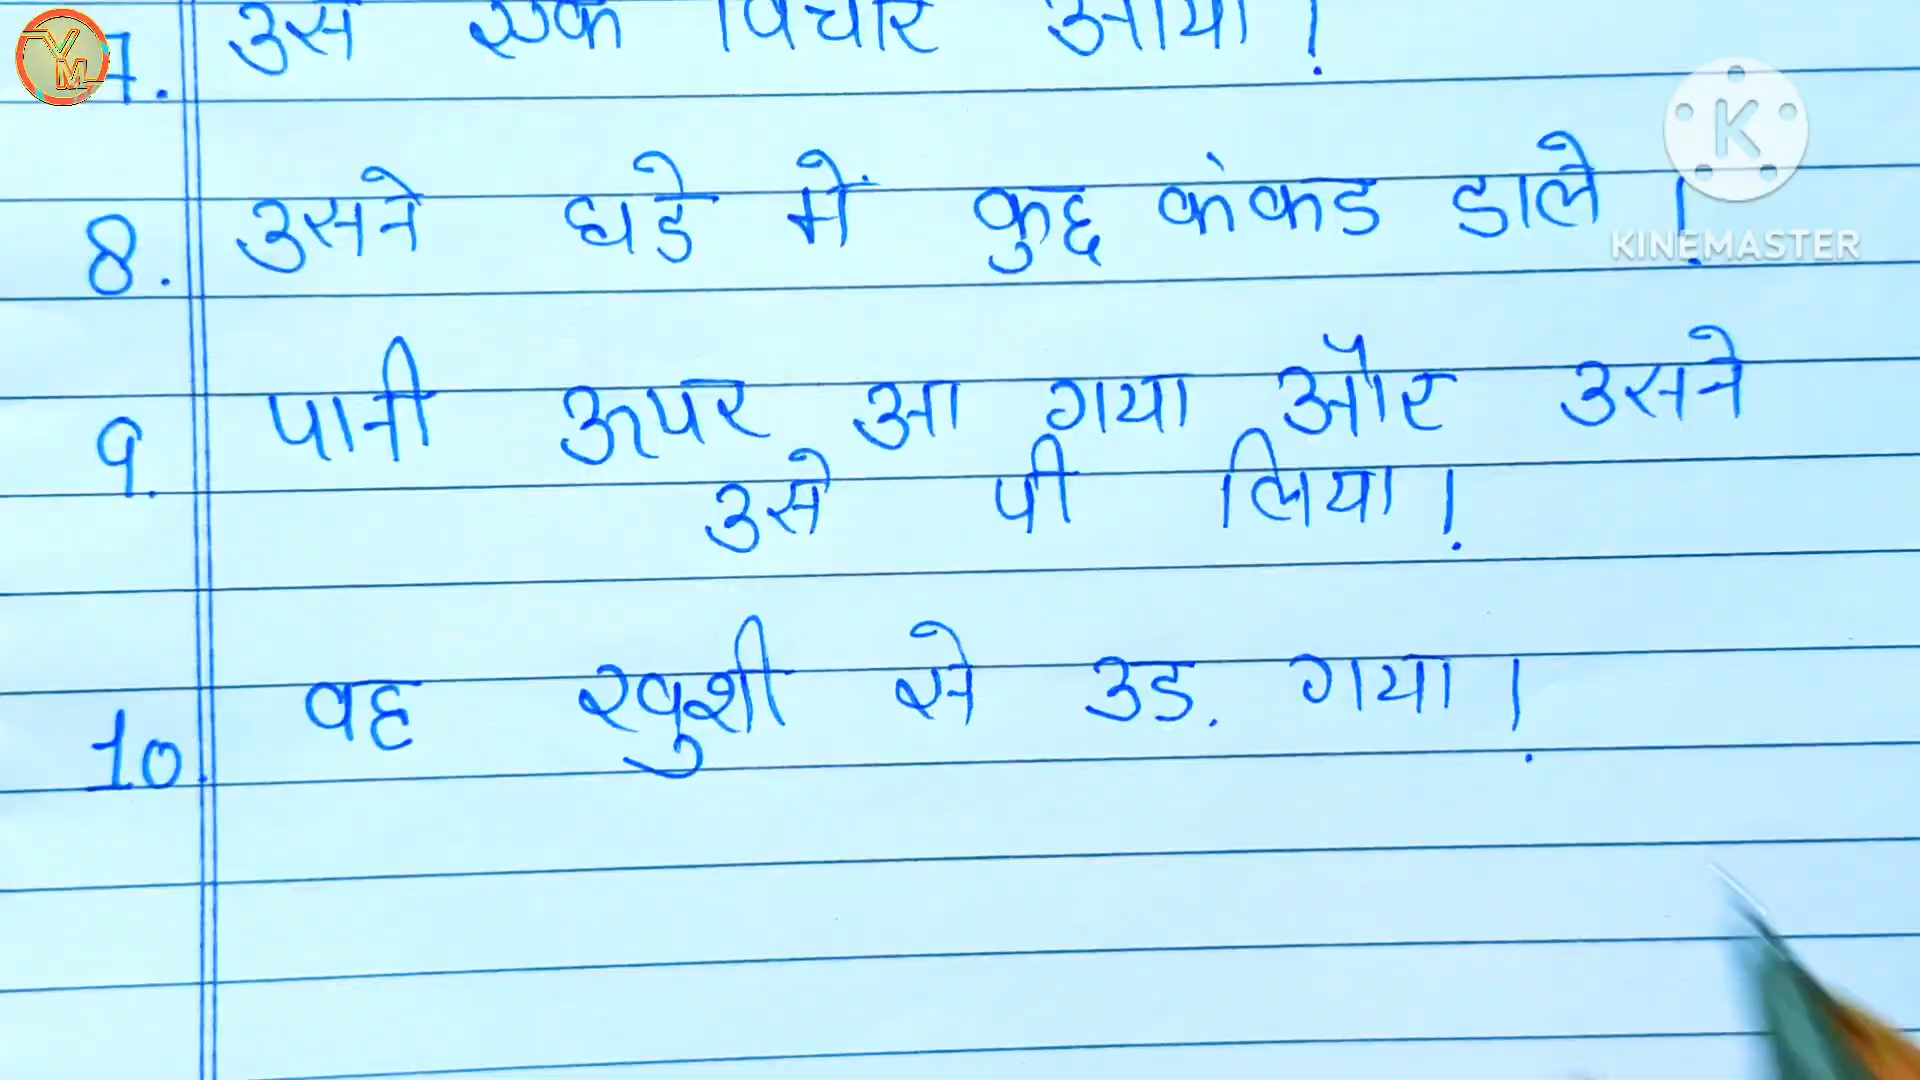 YM
7. उसे एक विचार आया।
K
KINEMASTER
8. उसने घडे में कुछ कंकड डाले।
9. पानी ऊपर आ गया और उसने
उसे पी लिया।
10. वह खुशी से उड. गया।